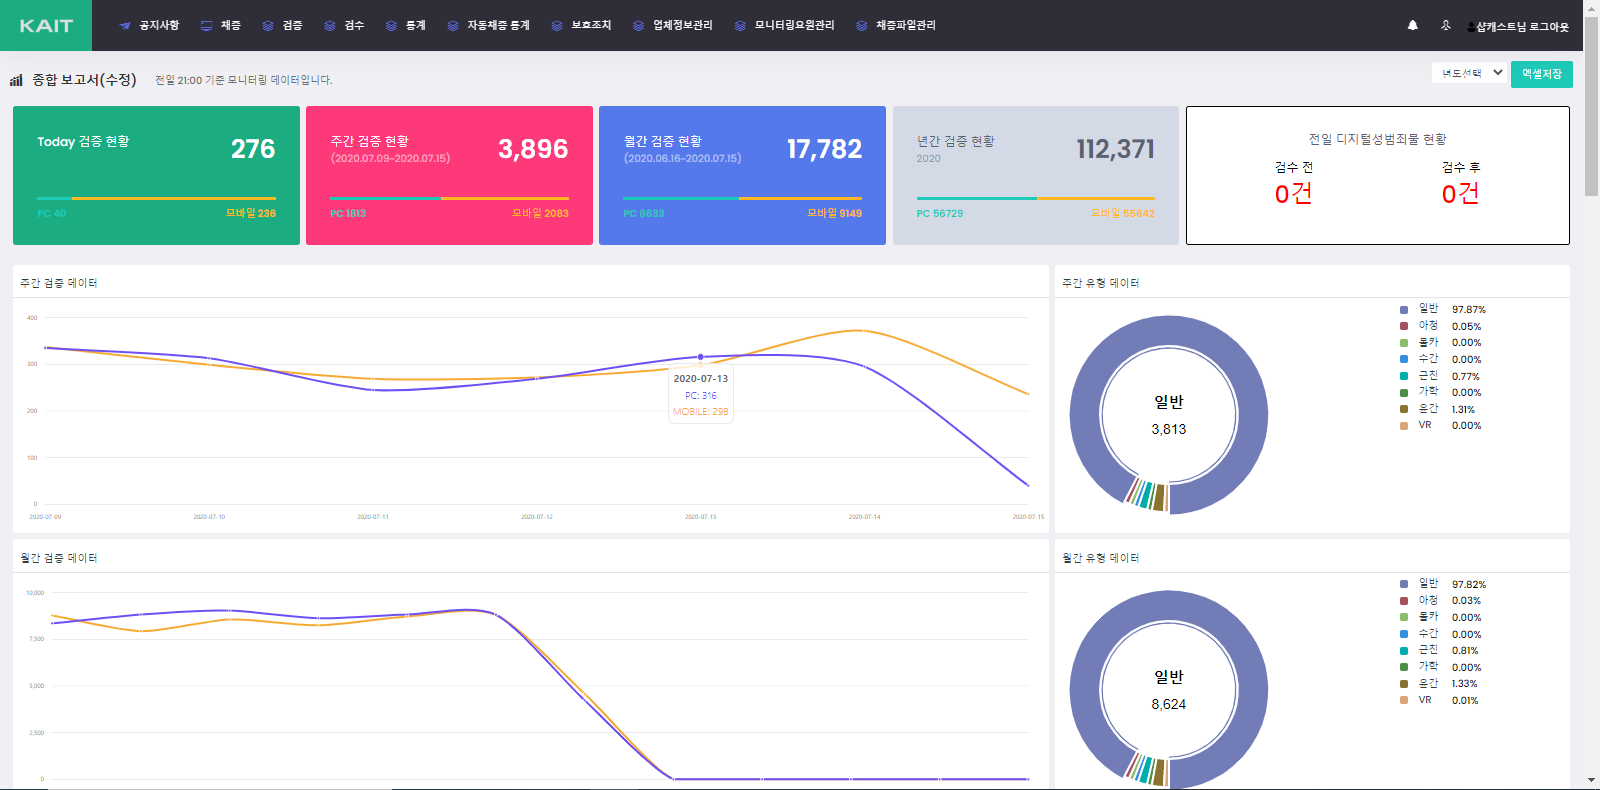 KAIT
공지사항 채증 검증 검수 통계 자동채증 통계 보호조치 업체정보관리 모니터링요원관리 채증파일관리
샵캐스트님 로그아웃
종합 보고서(수정) 전일 21:00 기준 모니터링 데이터입니다.
년도선택
엑셀저장
Today 검증 현황 276
PC 40 모바일 236
주간 검증 현황 3,896
(2020.07.09~2020.07.15)
PC 1813 모바일 2083
월간 검증 현황 17,782
(2020.06.16~2020.07.15)
PC 8633 모바일 9149
년간 검증 현황 112,371
2020
PC 56729 모바일 55642
전일 디지털성범죄물 현황
검수 전 검수 후
0건 0건
주간 검증 데이터
400
300
200
100
0
2020-07-13
PC: 316
MOBILE: 298
2020-07-09 2020-07-10 2020-07-11 2020-07-12 2020-07-13 2020-07-14 2020-07-15
주간 유형 데이터
일반
3,813
일반 97.87%
아청 0.05%
몰카 0.00%
수간 0.00%
근친 0.77%
가학 0.00%
윤간 1.31%
VR 0.00%
월간 검증 데이터
10,000
7,500
5,000
2,500
0
월간 유형 데이터
일반
8,624
일반 97.82%
아청 0.03%
몰카 0.00%
수간 0.00%
근친 0.81%
가학 0.00%
윤간 1.33%
VR 0.01%